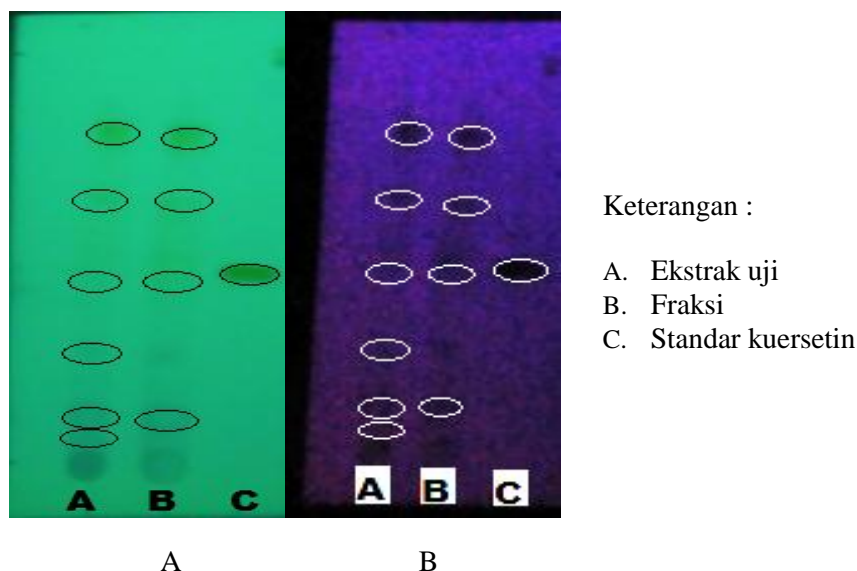 Keterangan :
A. Ekstrak uji
B. Fraksi
C. Standar kuersetin
A B C
A B C
A B